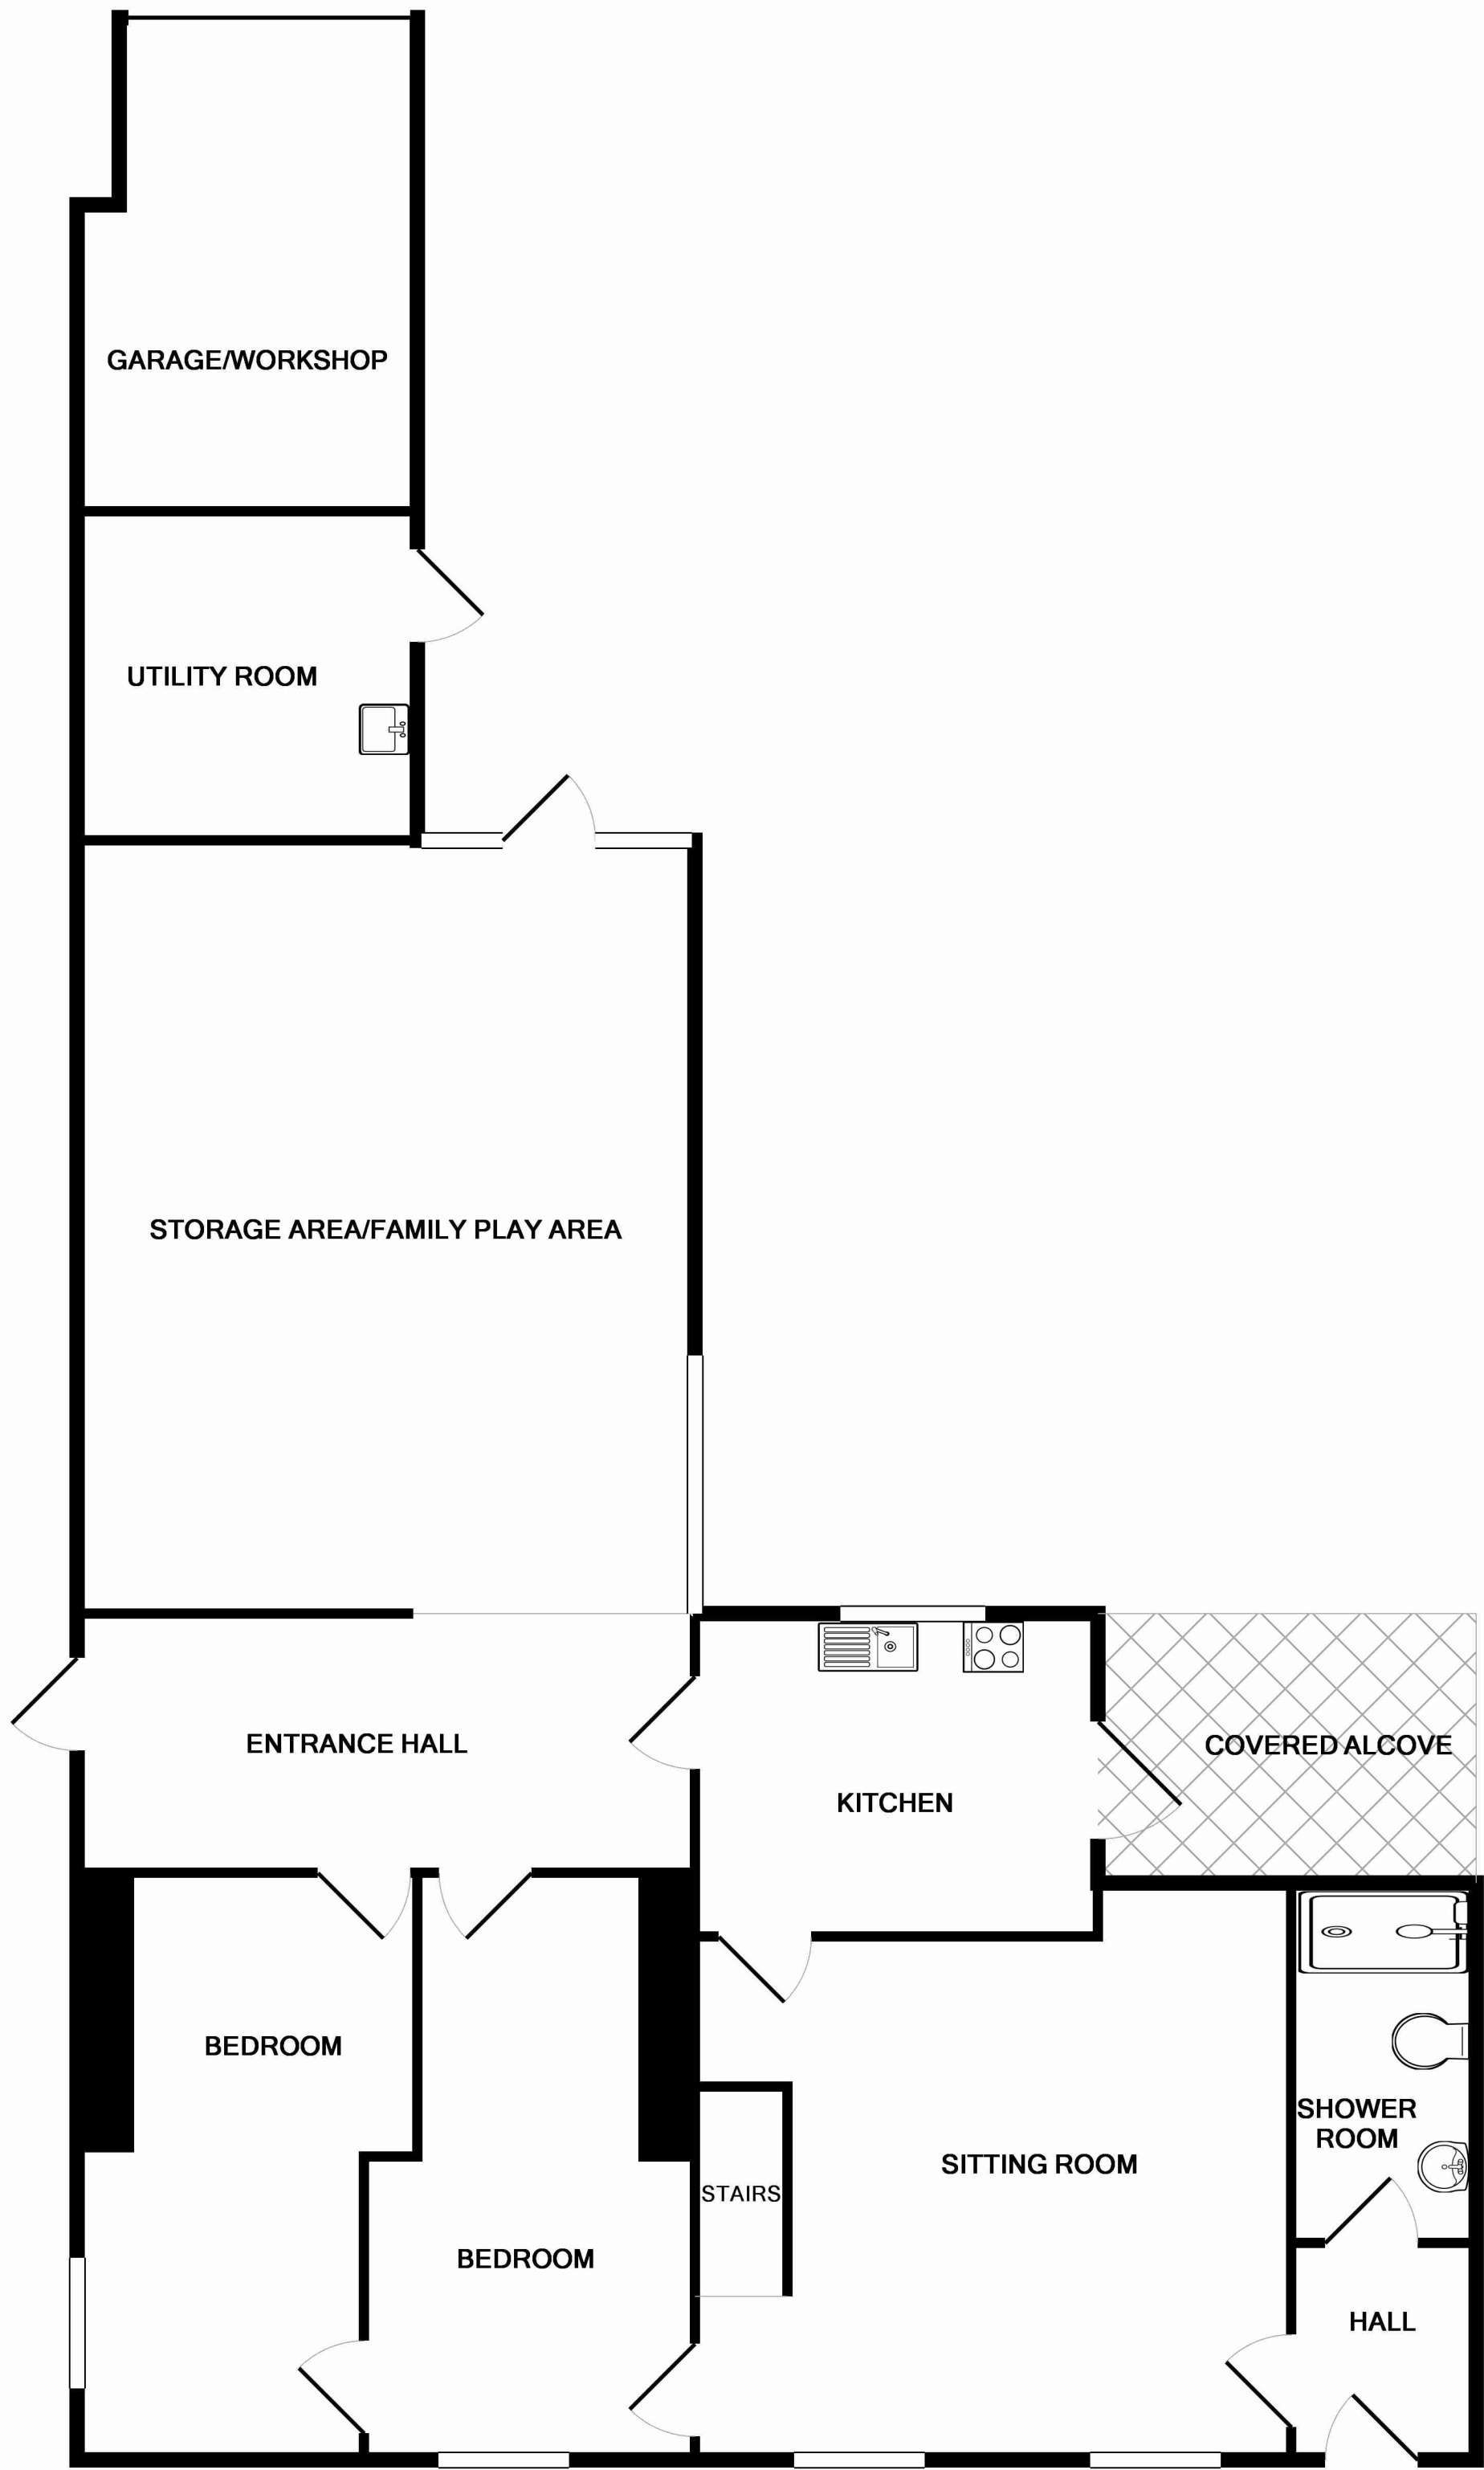 GARAGE/WORKSHOP
UTILITY ROOM
STORAGE AREA/FAMILY PLAY AREA
ENTRANCE HALL
COVERED ALCOVE
KITCHEN
BEDROOM
SHOWER
ROOM
SITTING ROOM
STAIRS
BEDROOM
HALL